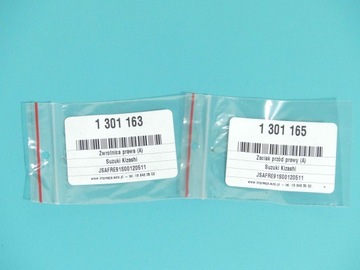 1 301 163
Zwrotnica prawa (A)
Suzuki Kizashi
JSAFRE91S00120511
1 301 165
Zacisk przód prawy (A)
Suzuki Kizashi
JSAFRE91S00120511